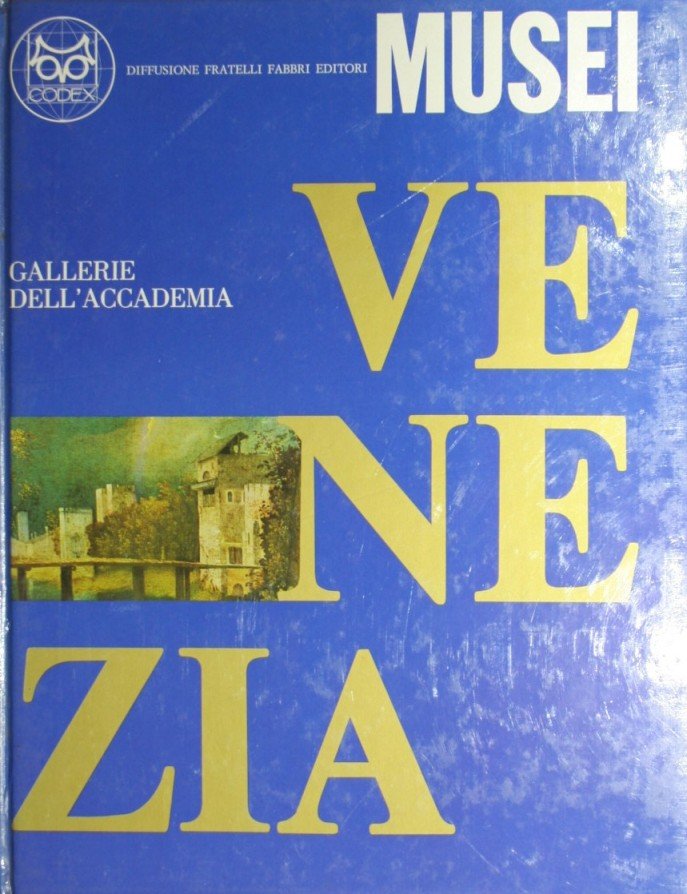 CODEX
DIFFUSIONE FRATELLI FABBRI EDITORI
MUSEI
GALLERIE
DELL'ACCADEMIA
VE
NE
ZIA